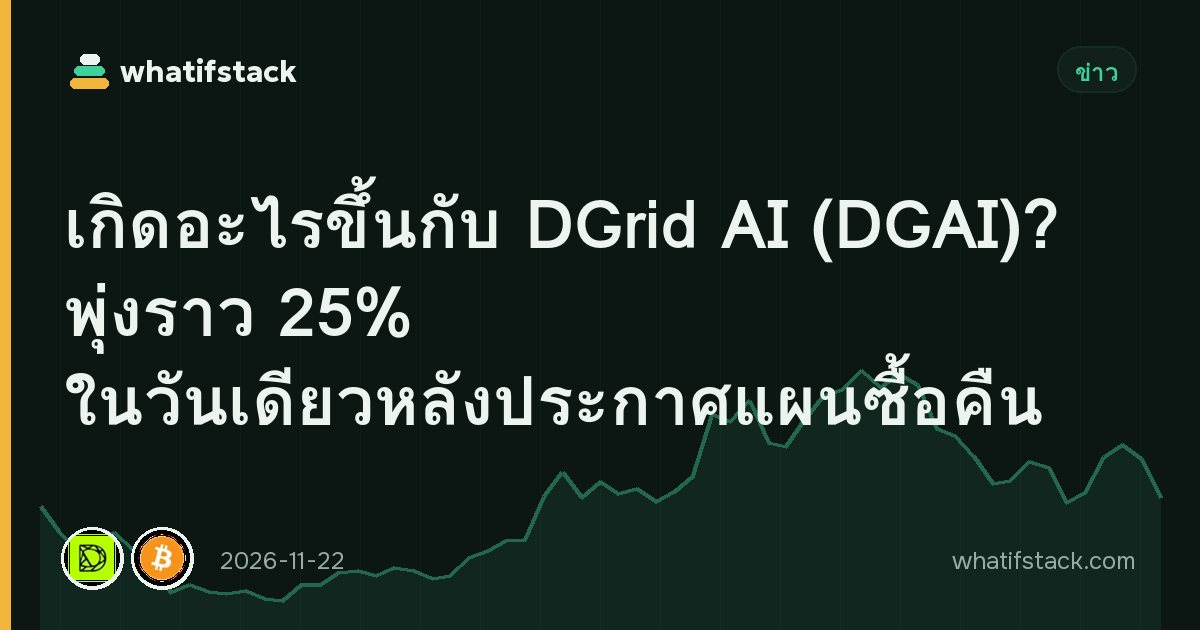 whatifstack
ข่าว
เกิดอะไรขึ้นกับ DGrid AI (DGAI)?
พุ่งราว 25%
ในวันเดียวหลังประกาศแผนซื้อคืน
2026-11-22
whatifstack.com